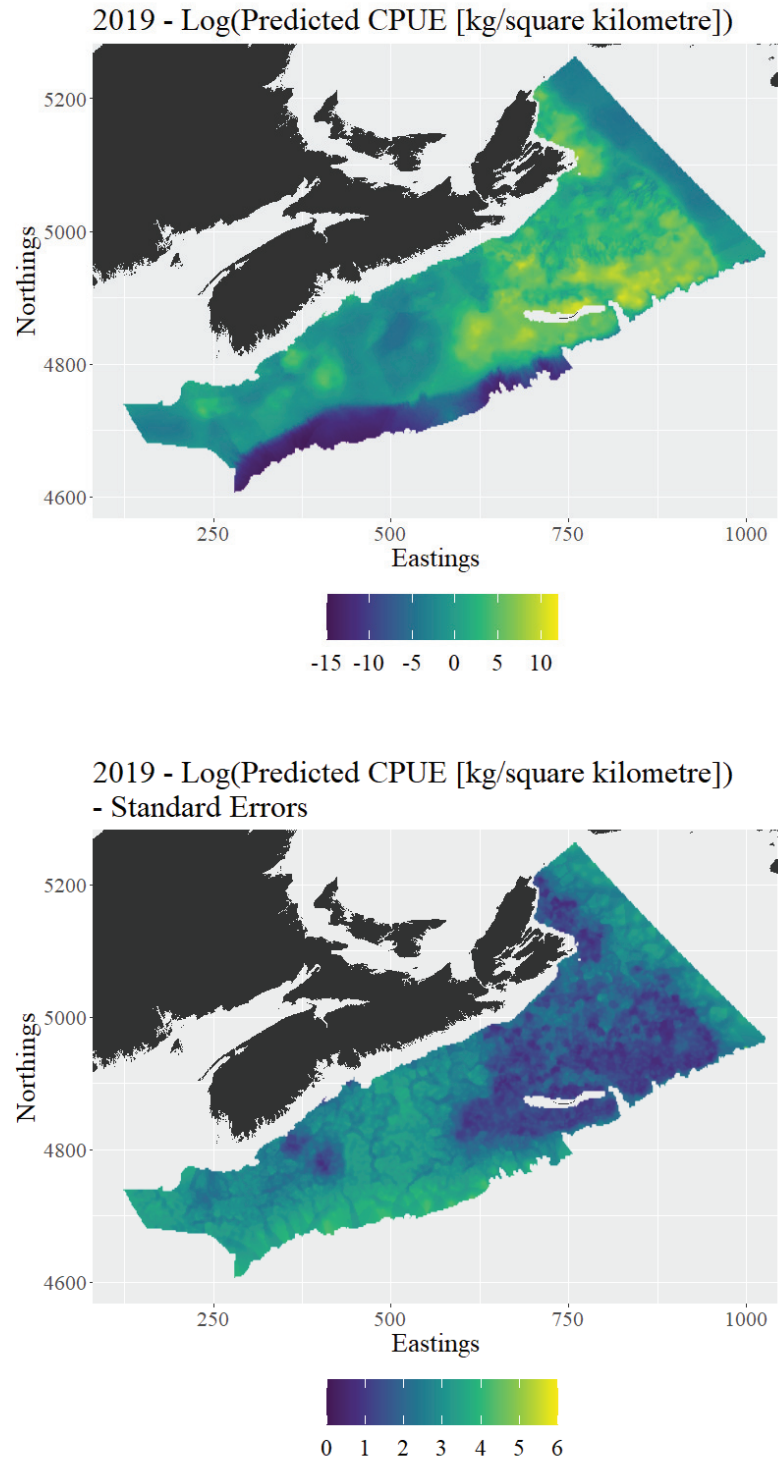 2019 - Log(Predicted CPUE [kg/square kilometre])
5200
5000
4800
4600
Northings
250 500 750 1000
Eastings
-15 -10 -5 0 5 10
2019 - Log(Predicted CPUE [kg/square kilometre])
- Standard Errors
5200
5000
4800
4600
Northings
250 500 750 1000
Eastings
0 1 2 3 4 5 6